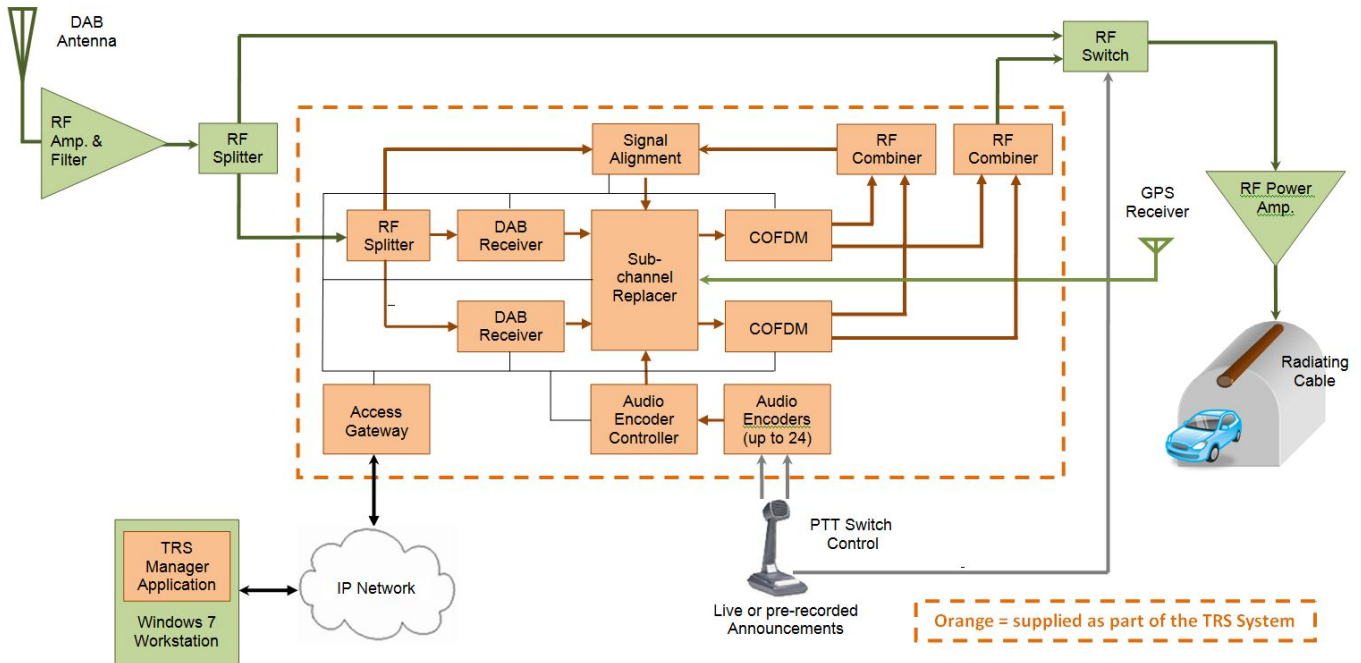 DAB
Antenna
RF
Amp. &
Filter
RF
Splitter
RF
Switch
Signal
Alignment
RF
Combiner
RF
Combiner
GPS
Receiver
RF Power
Amp.
RF
Splitter
DAB
Receiver
Sub-
channel
Replacer
COFDM
DAB
Receiver
COFDM
Radiating
Cable
Access
Gateway
Audio
Encoder
Controller
Audio
Encoders
(up to 24)
PTT Switch
Control
TRS
Manager
Application
Windows 7
Workstation
IP Network
Live or pre-recorded
Announcements
Orange = supplied as part of the TRS System